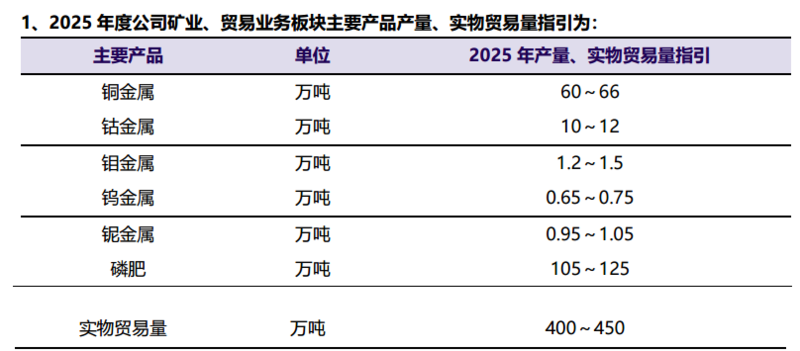 1、2025 年度公司矿业、贸易业务板块主要产品产量、实物贸易量指引为：
主要产品 单位 2025 年产量、实物贸易量指引
铜金属 万吨 60～66
钴金属 万吨 10～12
钼金属 万吨 1.2～1.5
钨金属 万吨 0.65～0.75
铌金属 万吨 0.95～1.05
磷肥 万吨 105～125
实物贸易量 万吨 400～450